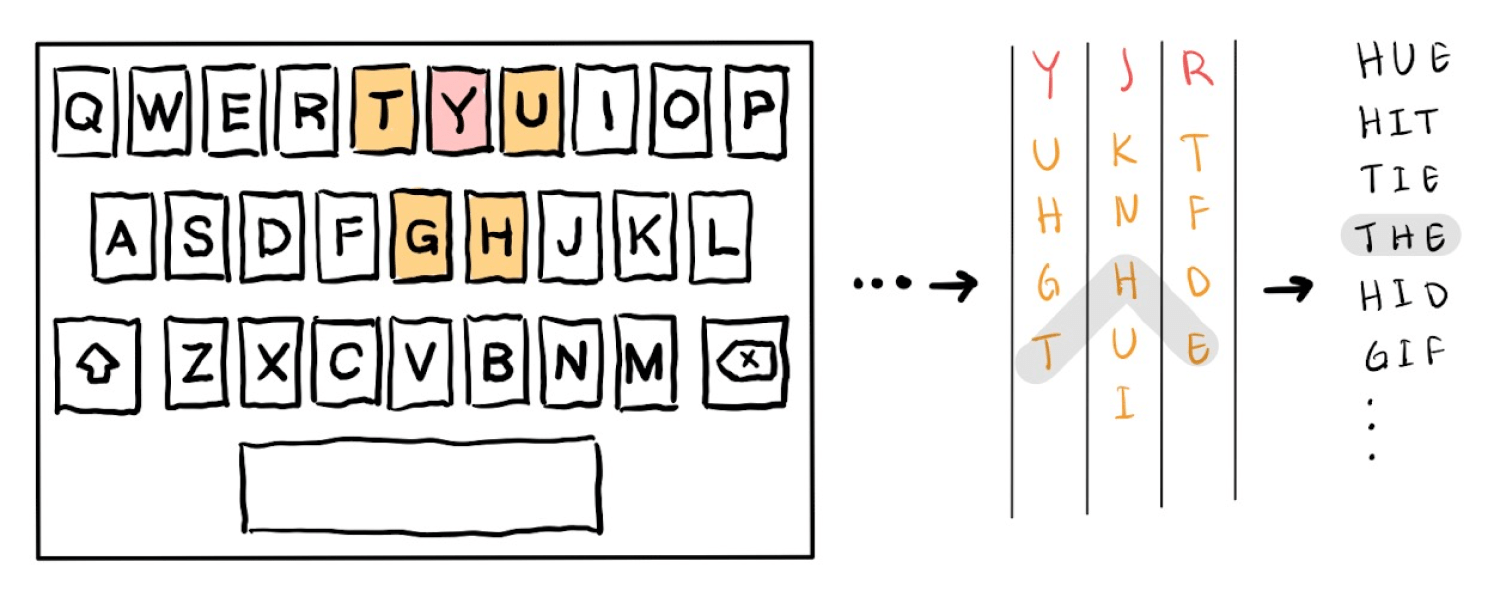 Q W E R T Y U I O P
A S D F G H J K L
Z X C V B N M X
Y J R
U K T
H N F
G H D
T U E
I
HUE
HIT
TIE
THE
HID
GIF